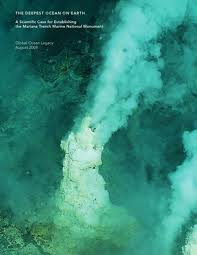 THE DEEPEST OCEAN ON EARTH
A Scientific Case for Establishing
the Mariana Trench Marine National Monument
Global Ocean Legacy
August 2008